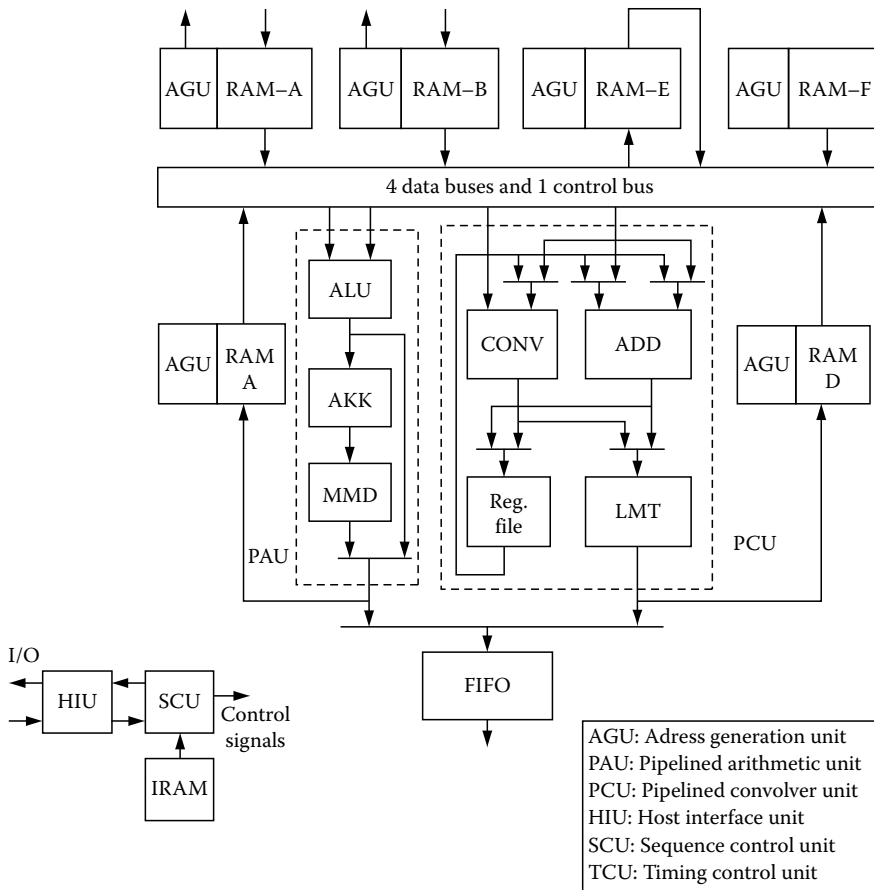 AGU
RAM–A
AGU
RAM–B
AGU
RAM–E
AGU
RAM–F
4 data buses and 1 control bus
ALU
CONV
ADD
AGU
RAM
A
AGU
RAM
D
AKK
MMD
Reg.
file
LMT
PAU
PCU
I/O
HIU
SCU
Control
signals
IRAM
FIFO
AGU: Adress generation unit
PAU: Pipelined arithmetic unit
PCU: Pipelined convolver unit
HIU: Host interface unit
SCU: Sequence control unit
TCU: Timing control unit